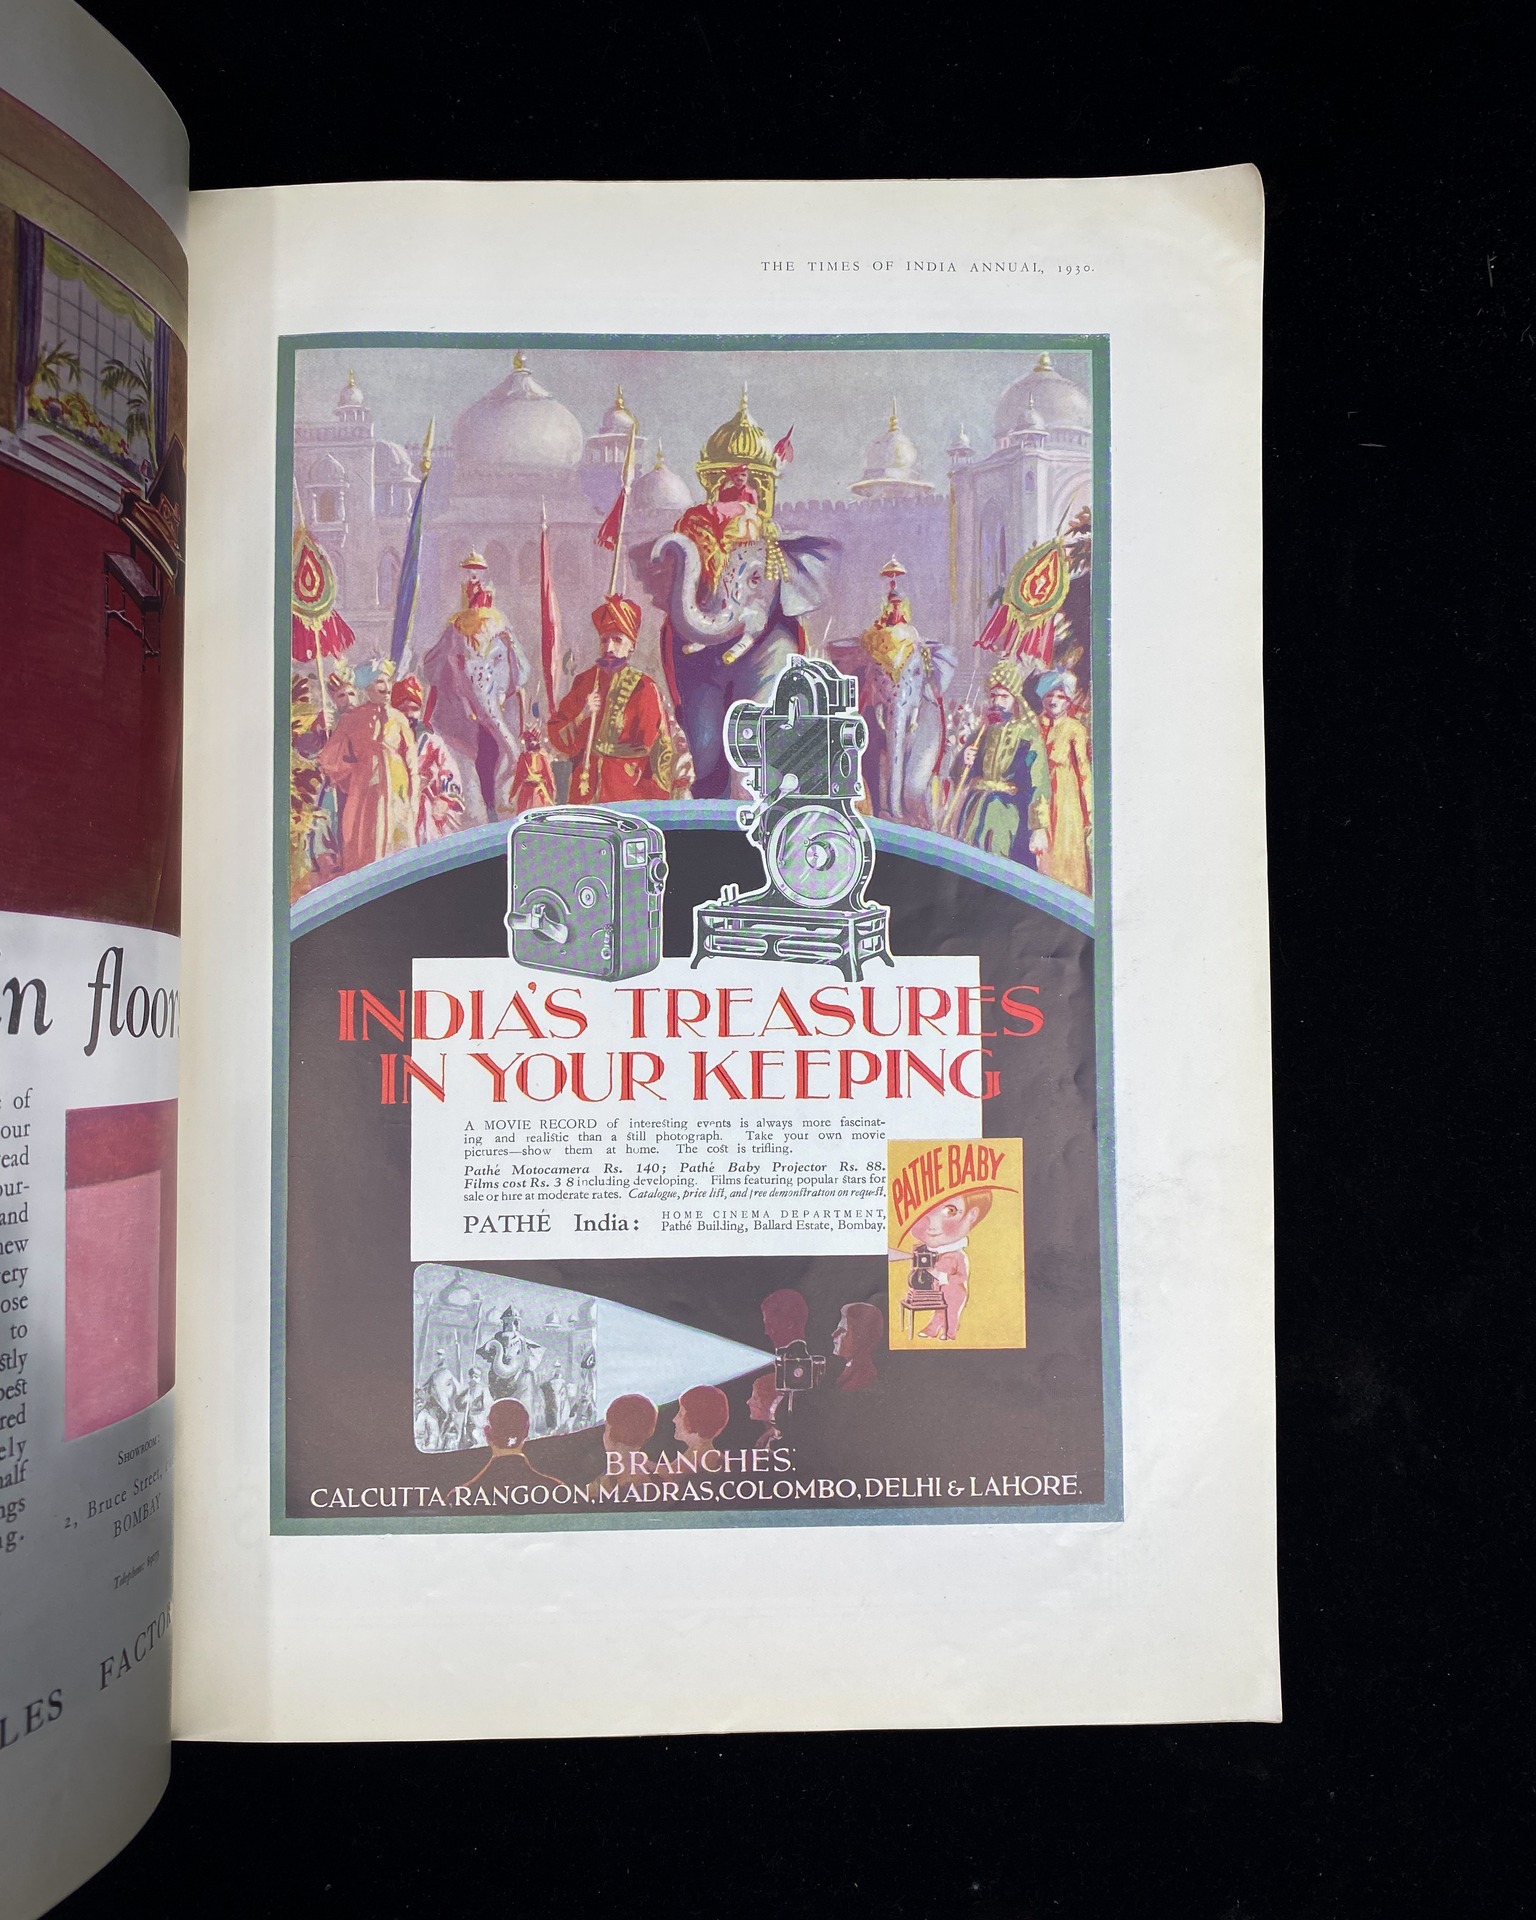 in floors
of
our
read
our-
and
new
ery
ose
to
stly
best
red
ely
half
ngs
g.
SHOWROOM:
2, Bruce Street,
BOMBAY
FACTOR
LES
THE TIMES OF INDIA ANNUAL, 1930.
INDIA'S TREASURES
IN YOUR KEEPING
A MOVIE RECORD of interesting events is always more fascinat-
ing and realistic than a still photograph. Take your own movie
pictures—show them at home. The cost is trifling.
Pathé Motocamera Rs. 140; Pathé Baby Projector Rs. 88.
Films cost Rs. 3 8 including developing. Films featuring popular stars for
sale or hire at moderate rates. Catalogue, price list, and free demonstration on request.
PATHÉ India: HOME CINEMA DEPARTMENT,
Pathé Building, Ballard Estate, Bombay.
PATHE BABY
BRANCHES:
CALCUTTA, RANGOON, MADRAS, COLOMBO, DELHI & LAHORE.